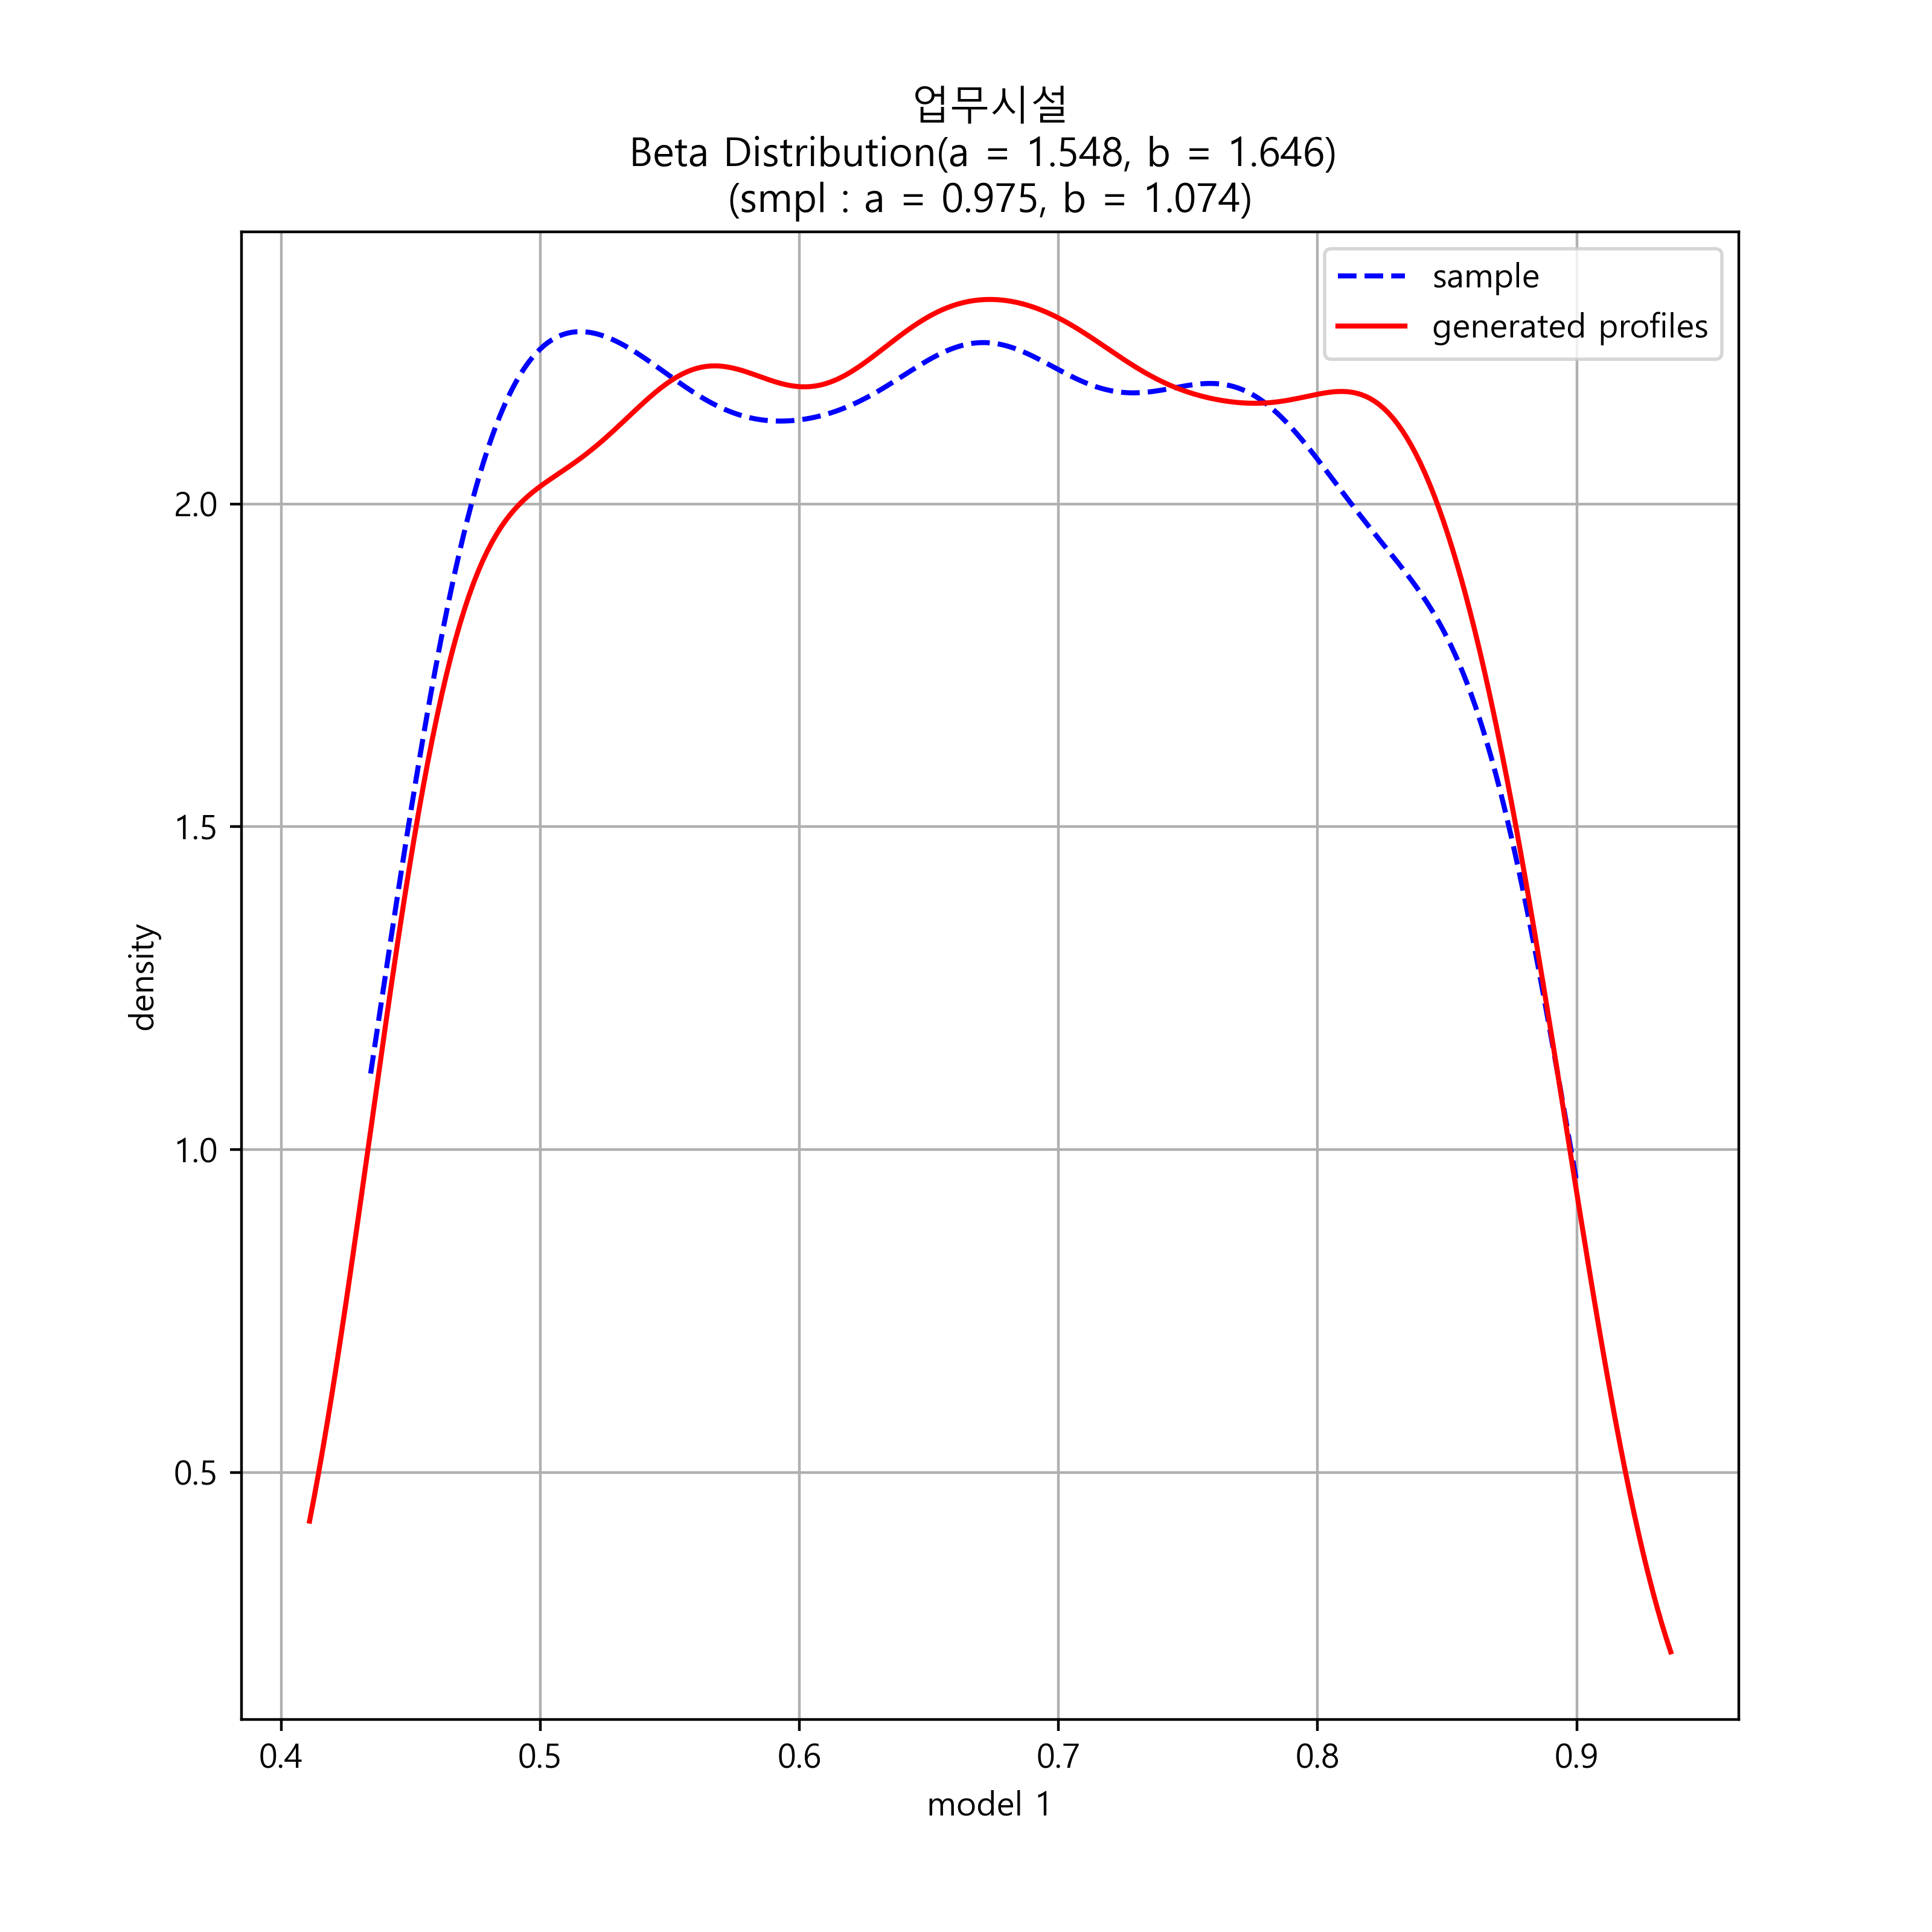 업무시설
Beta Distribution(a = 1.548, b = 1.646)
(smpl : a = 0.975, b = 1.074)
sample
generated profiles
2.0
1.5
1.0
0.5
density
0.4 0.5 0.6 0.7 0.8 0.9
model 1